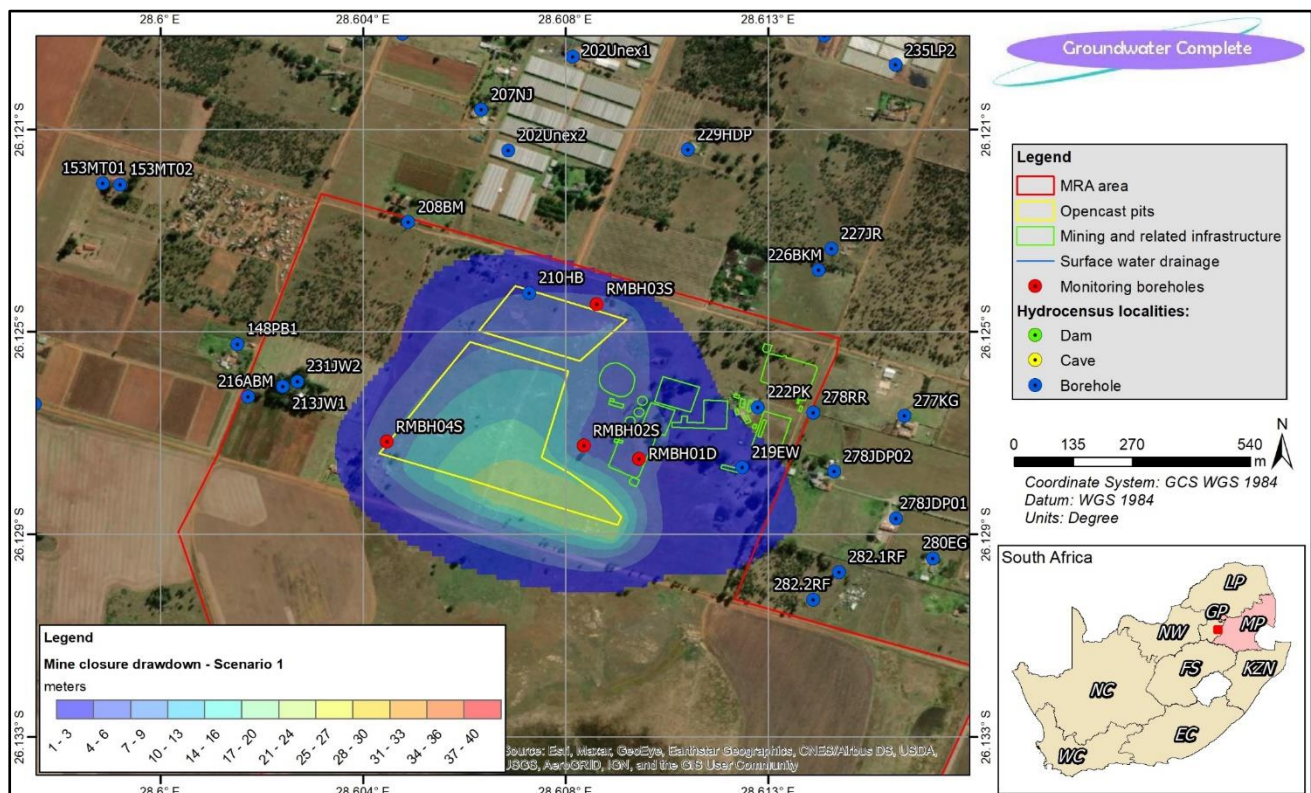 28.6° E
28.604° E
28.608° E
28.613° E
Groundwater Complete
202Unex1
235LP2
207NJ
26.121° S
202Unex2
229HDP
26.121° S
153MT01
153MT02
208BM
227JR
226BKM
210HB
RMBH03S
26.125° S
148PB1
26.125° S
231JW2
216ABM
213JW1
222PK
278RR
277KG
RMBH04S
RMBH02S
RMBH01D
219EW
278JDP02
278JDP01
26.129° S
280EG
26.129° S
282.1RF
282.2RF
Legend
MRA area
Opencast pits
Mining and related infrastructure
Surface water drainage
Monitoring boreholes
Hydrocensus localities:
Dam
Cave
Borehole
N
0 135 270 540
m
Coordinate System: GCS WGS 1984
Datum: WGS 1984
Units: Degree
South Africa
LP
GP
MP
NW
FS
KZN
NC
EC
WC
Legend
Mine closure drawdown - Scenario 1
meters
1 - 3
4 - 6
7 - 9
10 - 13
14 - 16
17 - 20
21 - 24
25 - 27
28 - 30
31 - 33
34 - 36
37 - 40
26.133° S
26.133° S
Source: Esri, Maxar, GeoEye, Earthstar Geographics, CNES/Airbus DS, USDA,
USGS, AeroGRID, IGN, and the GIS User Community
28.6° E
28.604° E
28.608° E
28.613° E